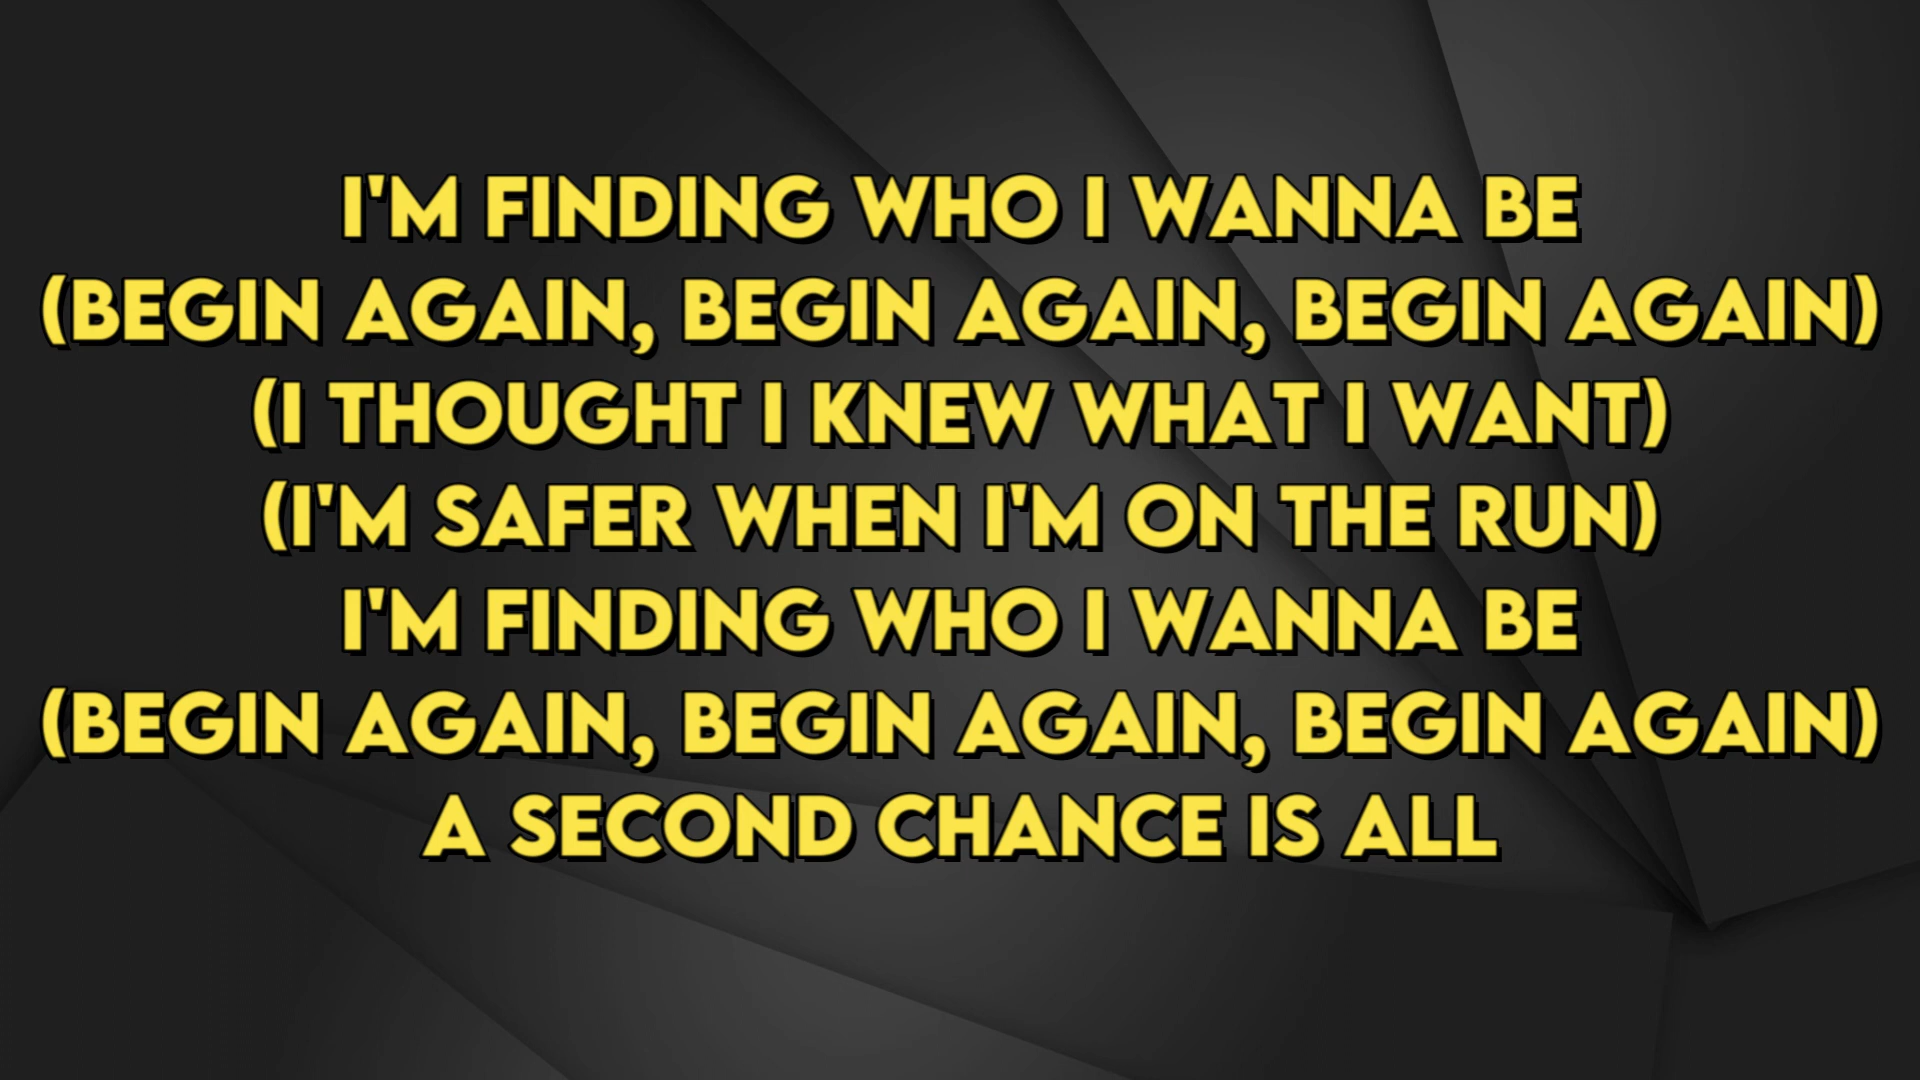 I'M FINDING WHO I WANNA BE
(BEGIN AGAIN, BEGIN AGAIN, BEGIN AGAIN)
(I THOUGHT I KNEW WHAT I WANT)
(I'M SAFER WHEN I'M ON THE RUN)
I'M FINDING WHO I WANNA BE
(BEGIN AGAIN, BEGIN AGAIN, BEGIN AGAIN)
A SECOND CHANCE IS ALL